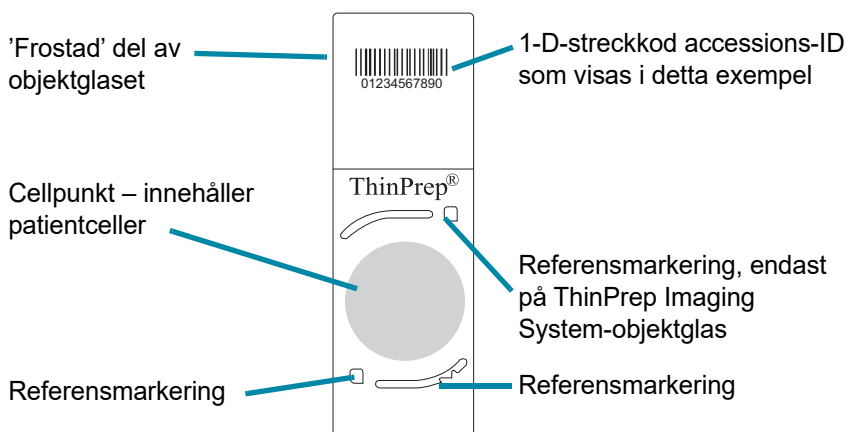 ’Frostad’ del av
objektglaset
1-D-streckkod accessions-ID
som visas i detta exempel
01234567890
ThinPrep®
Cellpunkt – innehåller
patientceller
Referensmarkering, endast
på ThinPrep Imaging
System-objektglas
Referensmarkering
Referensmarkering